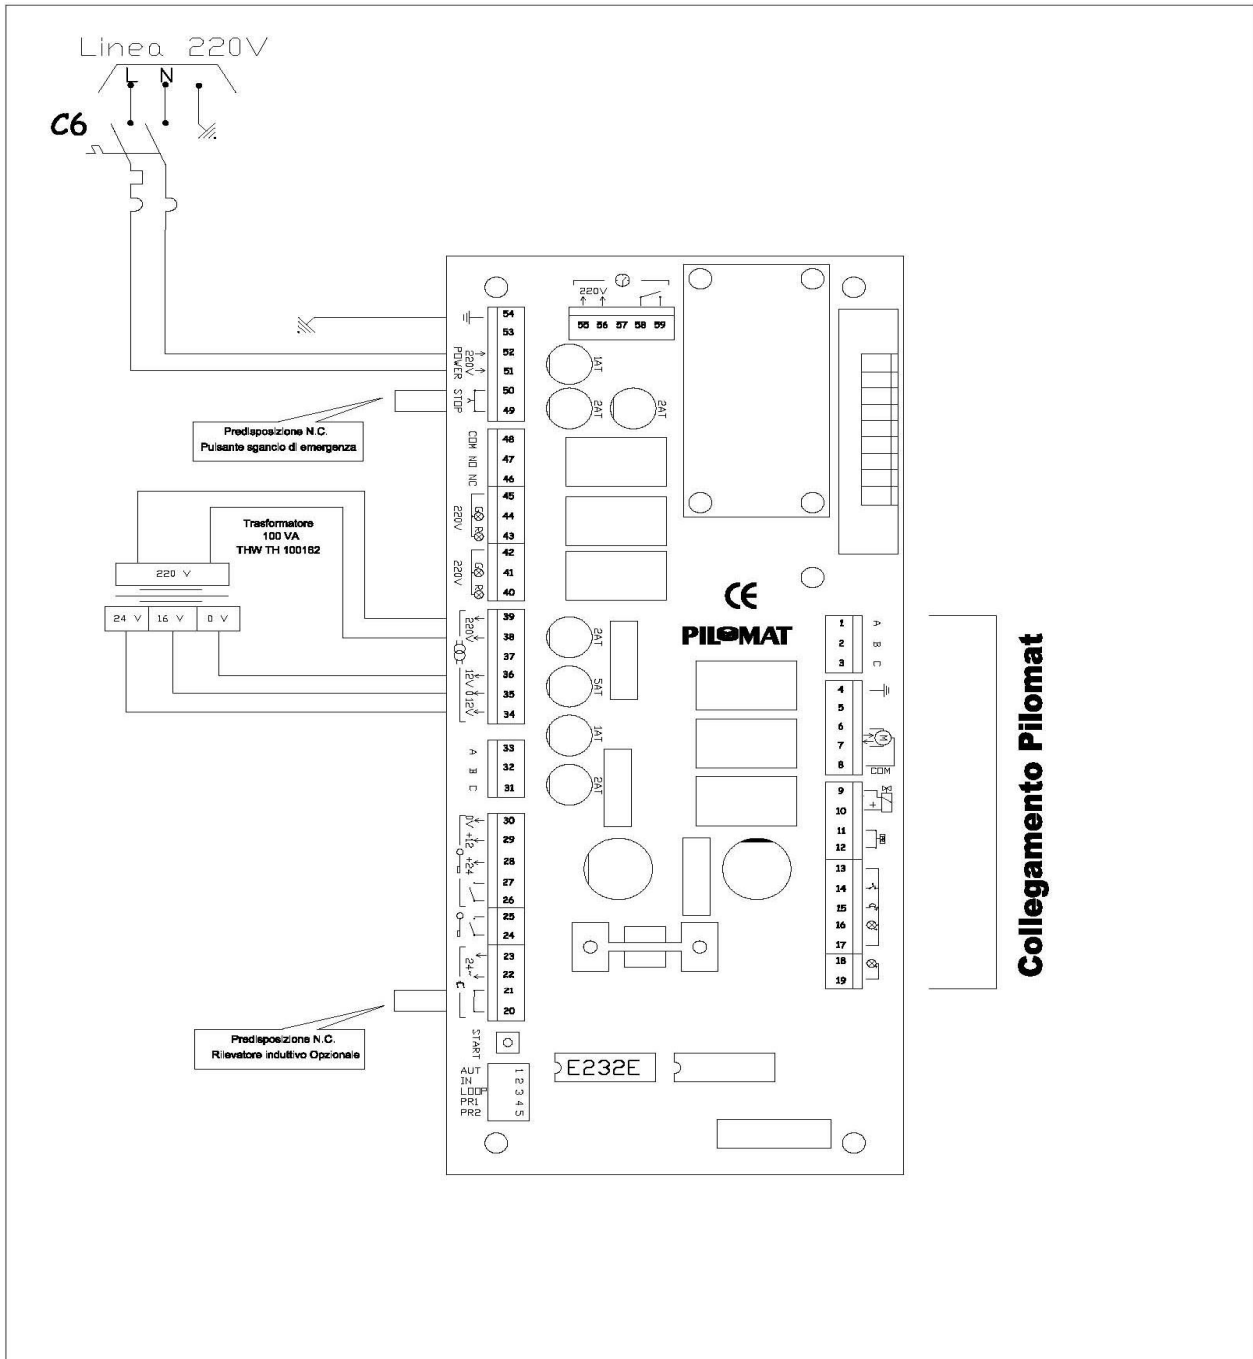 Linea 220V
L N
C6
220V
55 56 57 58 59
54
53
52
51
50
49
POWER
220V
STOP
1AT
2AT
2AT
Predisposizione N.C.
Pulsante sgancio di emergenza
48
47
46
COM NO NC
45
44
43
220V
G
R
42
41
40
220V
G
R
Trasformatore
100 VA
THW TH 100162
220 V
24 V 16 V 0 V
39
38
37
36
35
34
220V
12V 0 12V
2AT
5AT
1AT
2AT
CE
PILOMAT
33
32
31
A
B
C
30
29
28
27
26
25
24
23
22
21
20
0V +12 +24
24~
Predisposizione N.C.
Rilevatore induttivo Opzionale
START
AUT
IN
LOOP
PR1
PR2
1
2
3
4
5
E232E
1 A
2 B
3 C
4
5
6
7
8
M
COM
9
10
+
11
12
13
14
15
16
17
18
19
Collegamento Pilomat